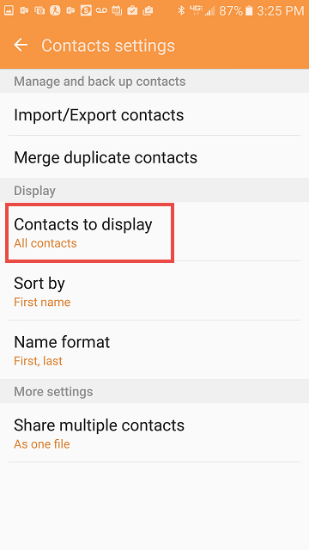 4G 87% 3:25 PM
Contacts settings
Manage and back up contacts
Import/Export contacts
Merge duplicate contacts
Display
Contacts to display
All contacts
Sort by
First name
Name format
First, last
More settings
Share multiple contacts
As one file